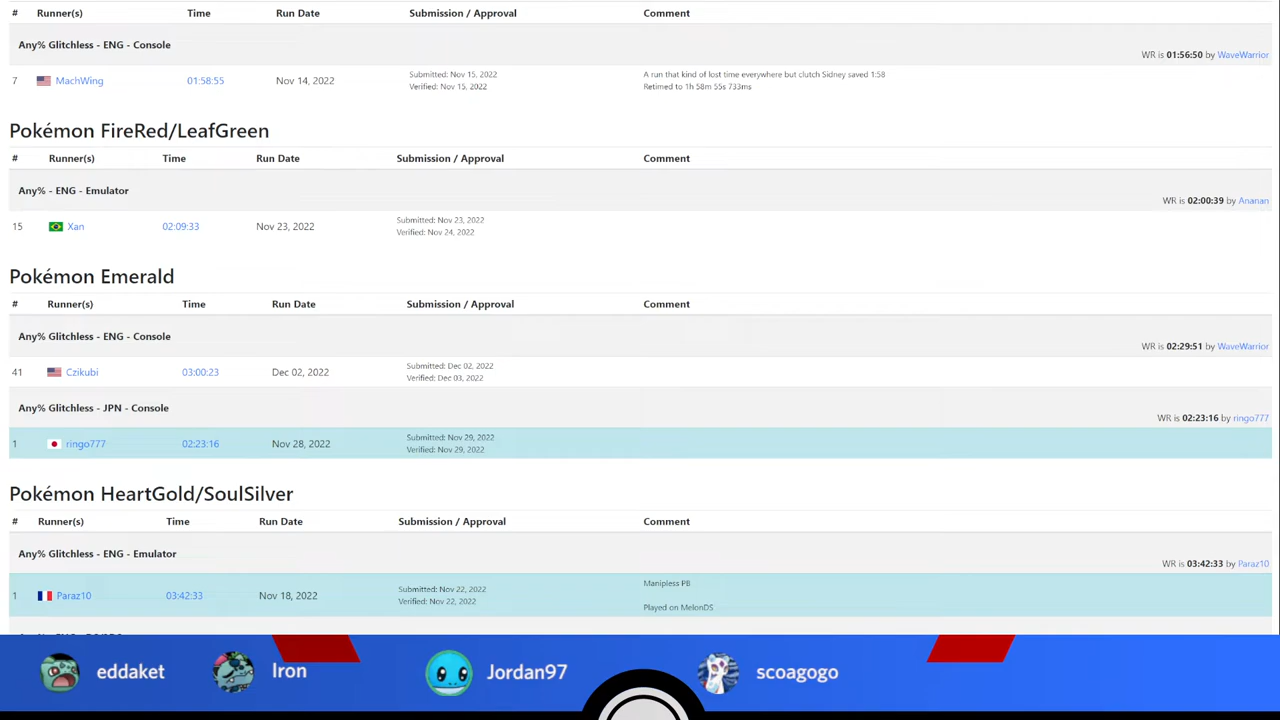 # Runner(s) Time Run Date Submission / Approval Comment
Any% Glitchless - ENG - Console
WR is 01:56:50 by WaveWarrior
7 MachWing 01:58:55 Nov 14, 2022 Submitted: Nov 15, 2022 A run that kind of lost time everywhere but clutch Sidney saved 1:58
Verified: Nov 15, 2022 Retimed to 1h 58m 55s 733ms
Pokémon FireRed/LeafGreen
# Runner(s) Time Run Date Submission / Approval Comment
Any% - ENG - Emulator
WR is 02:00:39 by Ananan
15 Xan 02:09:33 Nov 23, 2022 Submitted: Nov 23, 2022
Verified: Nov 24, 2022
Pokémon Emerald
# Runner(s) Time Run Date Submission / Approval Comment
Any% Glitchless - ENG - Console
WR is 02:29:51 by WaveWarrior
41 Czikubi 03:00:23 Dec 02, 2022 Submitted: Dec 02, 2022
Verified: Dec 03, 2022
Any% Glitchless - JPN - Console
WR is 02:23:16 by ringo777
1 ringo777 02:23:16 Nov 28, 2022 Submitted: Nov 29, 2022
Verified: Nov 29, 2022
Pokémon HeartGold/SoulSilver
# Runner(s) Time Run Date Submission / Approval Comment
Any% Glitchless - ENG - Emulator
WR is 03:42:33 by Paraz10
1 Paraz10 03:42:33 Nov 18, 2022 Submitted: Nov 22, 2022 Manipless PB
Verified: Nov 22, 2022 Played on MelonDS
eddaket Iron Jordan97 scoagogo